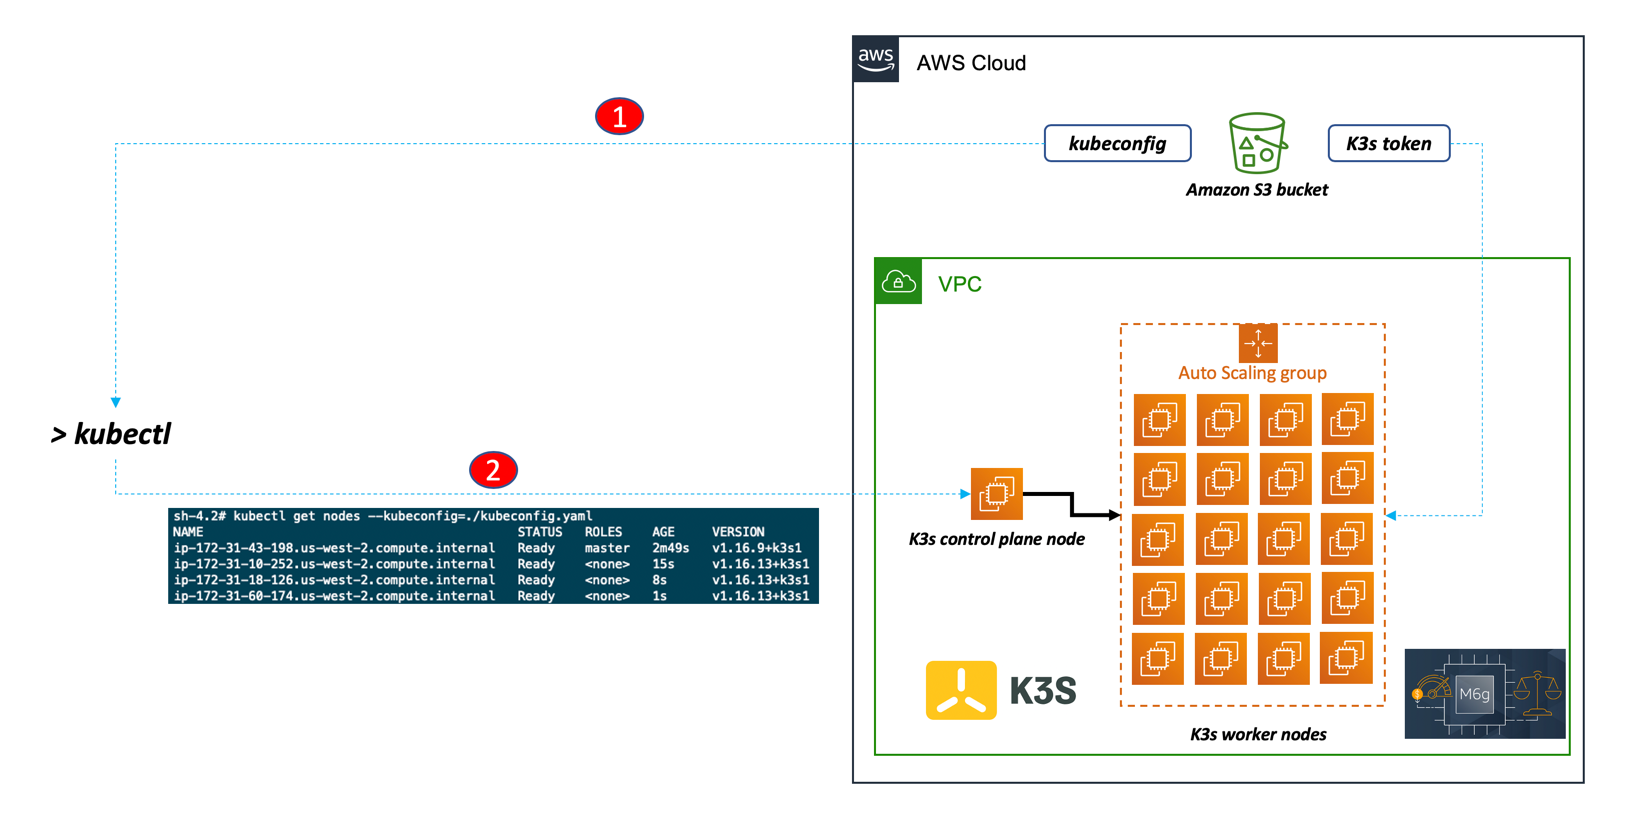 aws
AWS Cloud
1
kubeconfig
K3s token
Amazon S3 bucket
VPC
Auto Scaling group
> kubectl
2
sh-4.2# kubectl get nodes --kubeconfig=./kubeconfig.yaml
NAME STATUS ROLES AGE VERSION
ip-172-31-43-198.us-west-2.compute.internal Ready master 2m49s v1.16.9+k3s1
ip-172-31-10-252.us-west-2.compute.internal Ready <none> 15s v1.16.13+k3s1
ip-172-31-18-126.us-west-2.compute.internal Ready <none> 8s v1.16.13+k3s1
ip-172-31-60-174.us-west-2.compute.internal Ready <none> 1s v1.16.13+k3s1
K3s control plane node
K3S
M6g
K3s worker nodes